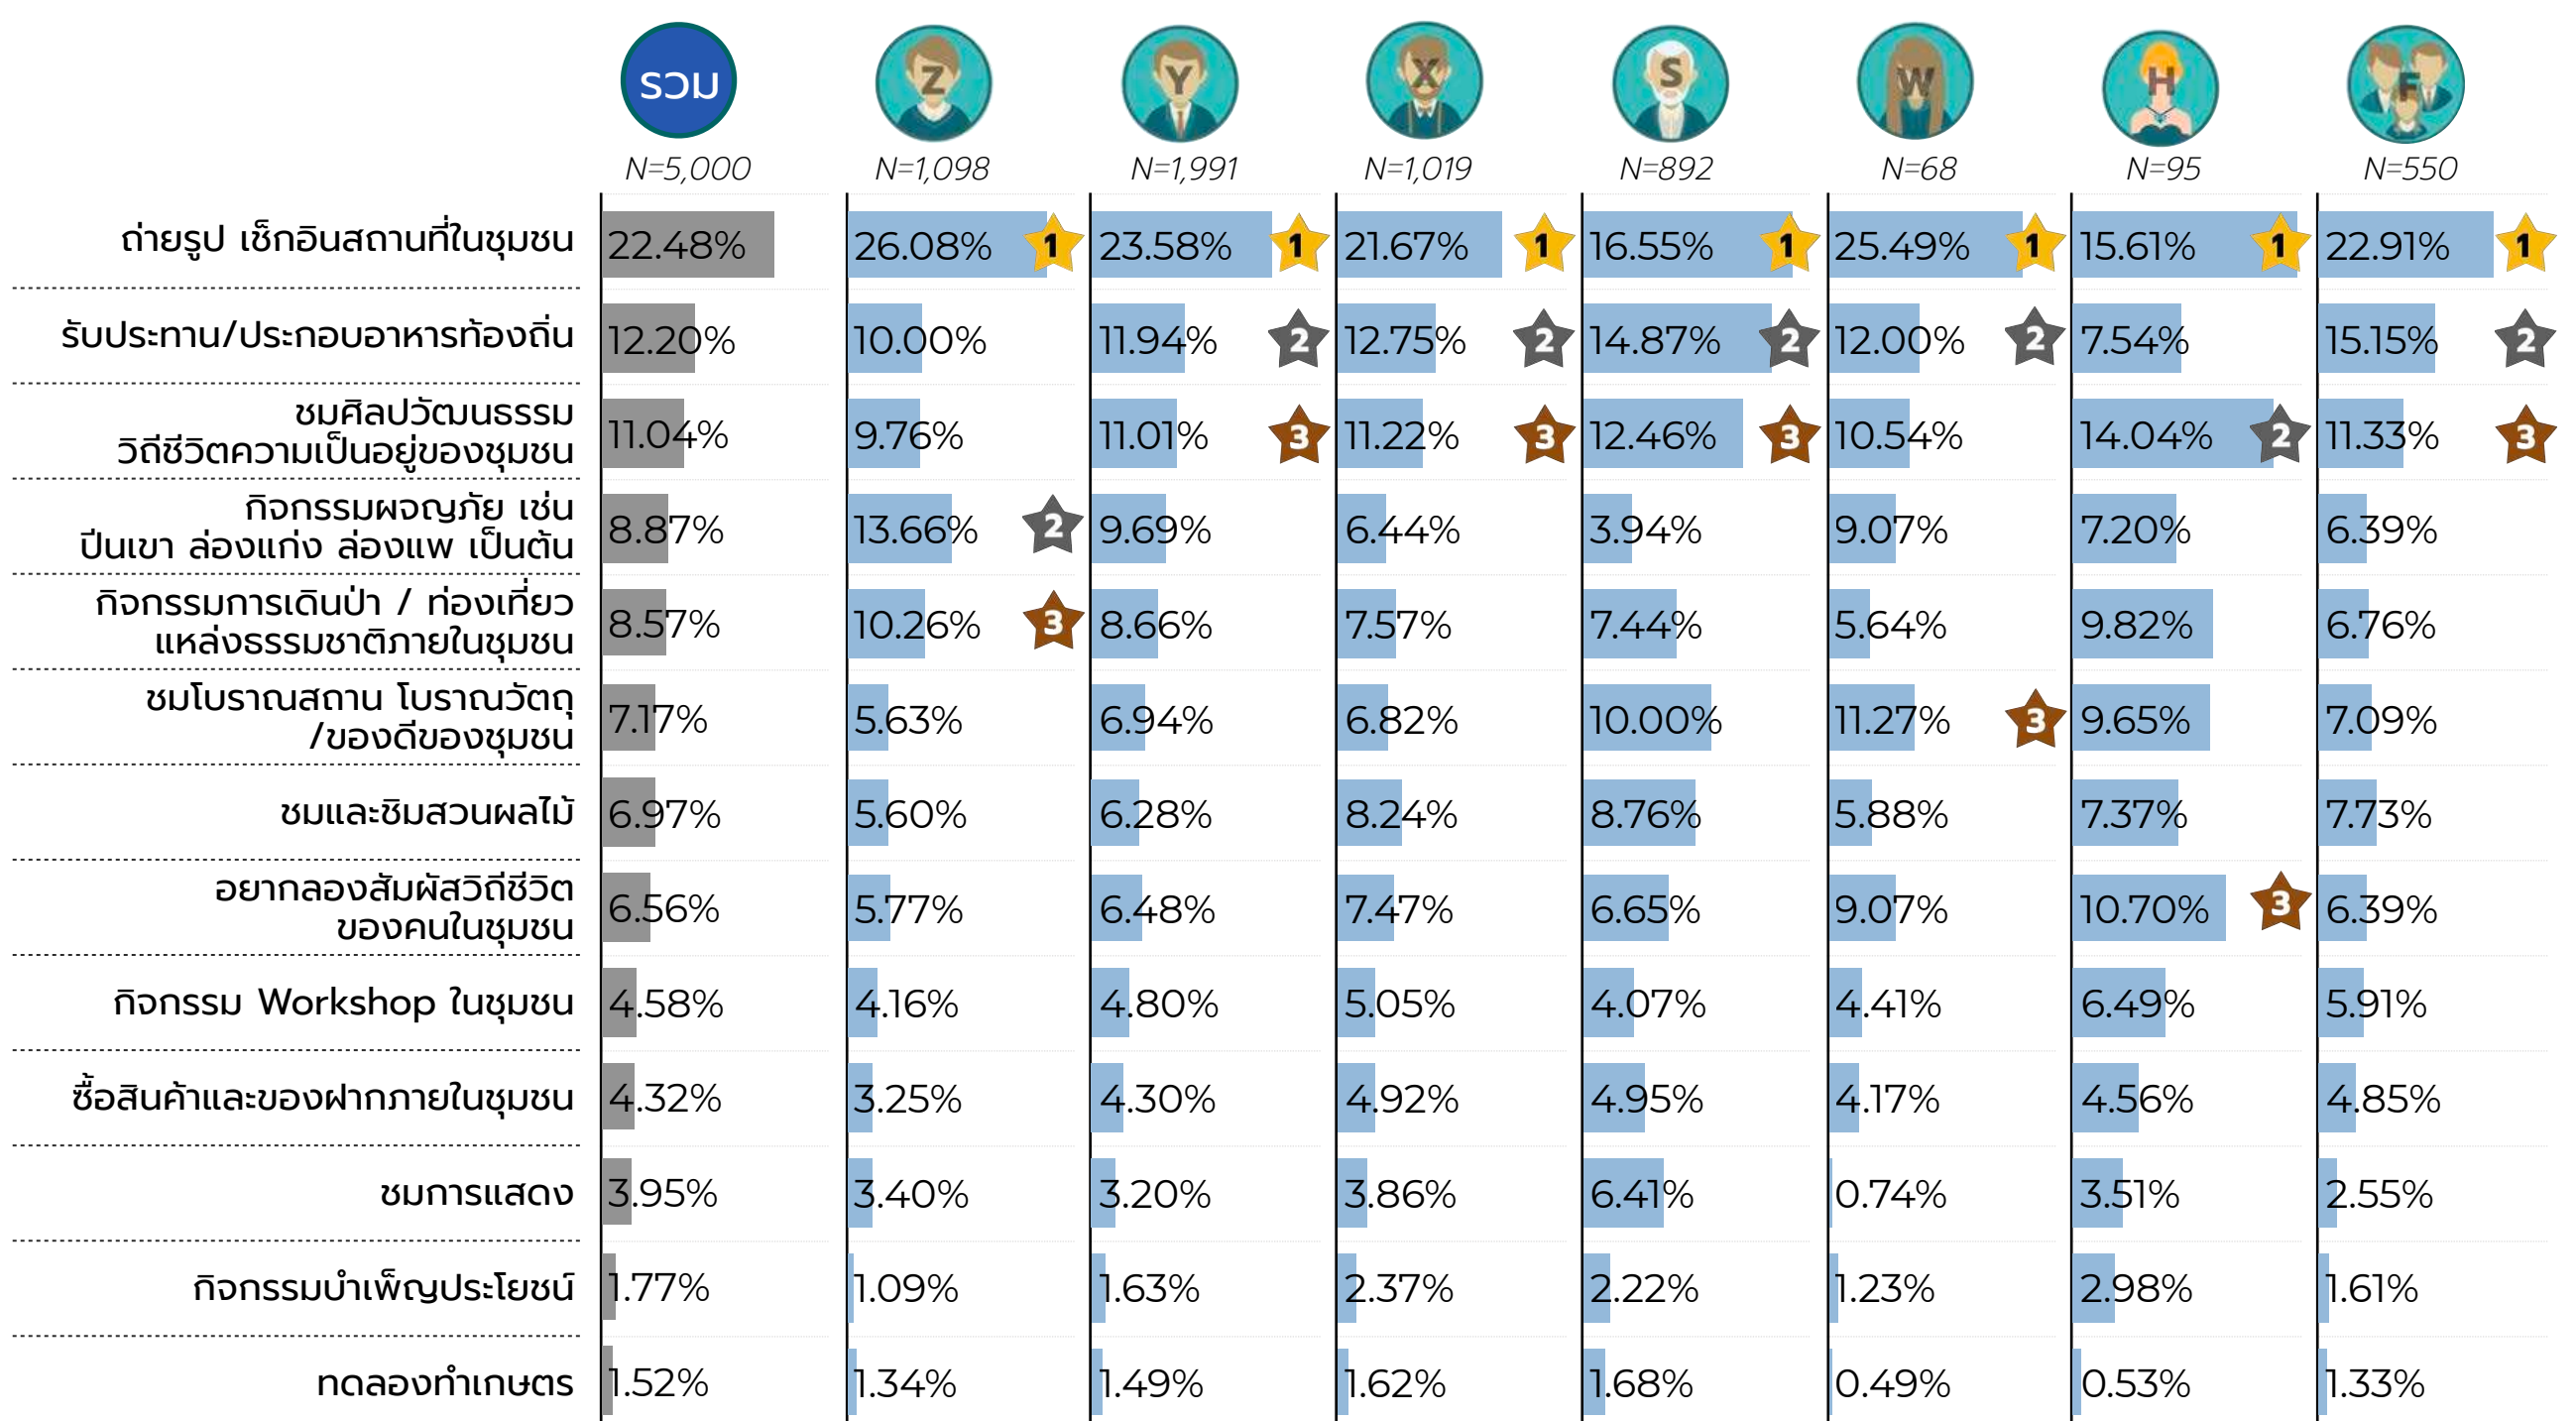 รวม Z Y X S W H F
N=5,000 N=1,098 N=1,991 N=1,019 N=892 N=68 N=95 N=550
ถ่ายรูป เช็กอินสถานที่ในชุมชน 22.48% 26.08% 1 23.58% 1 21.67% 1 16.55% 1 25.49% 1 15.61% 1 22.91% 1
รับประทาน/ประกอบอาหารท้องถิ่น 12.20% 10.00% 11.94% 2 12.75% 2 14.87% 2 12.00% 2 7.54% 15.15% 2
ชมศิลปวัฒนธรรม
วิถีชีวิตความเป็นอยู่ของชุมชน 11.04% 9.76% 11.01% 3 11.22% 3 12.46% 3 10.54% 14.04% 2 11.33% 3
กิจกรรมผจญภัย เช่น
ปีนเขา ล่องแก่ง ล่องแพ เป็นต้น 8.87% 13.66% 2 9.69% 6.44% 3.94% 9.07% 7.20% 6.39%
กิจกรรมการเดินป่า / ท่องเที่ยว
แหล่งธรรมชาติภายในชุมชน 8.57% 10.26% 3 8.66% 7.57% 7.44% 5.64% 9.82% 6.76%
ชมโบราณสถาน โบราณวัตถุ
/ของดีของชุมชน 7.17% 5.63% 6.94% 6.82% 10.00% 11.27% 3 9.65% 7.09%
ชมและชิมสวนผลไม้ 6.97% 5.60% 6.28% 8.24% 8.76% 5.88% 7.37% 7.73%
อยากลองสัมผัสวิถีชีวิต
ของคนในชุมชน 6.56% 5.77% 6.48% 7.47% 6.65% 9.07% 10.70% 3 6.39%
กิจกรรม Workshop ในชุมชน 4.58% 4.16% 4.80% 5.05% 4.07% 4.41% 6.49% 5.91%
ซื้อสินค้าและของฝากภายในชุมชน 4.32% 3.25% 4.30% 4.92% 4.95% 4.17% 4.56% 4.85%
ชมการแสดง 3.95% 3.40% 3.20% 3.86% 6.41% 0.74% 3.51% 2.55%
กิจกรรมบำเพ็ญประโยชน์ 1.77% 1.09% 1.63% 2.37% 2.22% 1.23% 2.98% 1.61%
ทดลองทำเกษตร 1.52% 1.34% 1.49% 1.62% 1.68% 0.49% 0.53% 1.33%